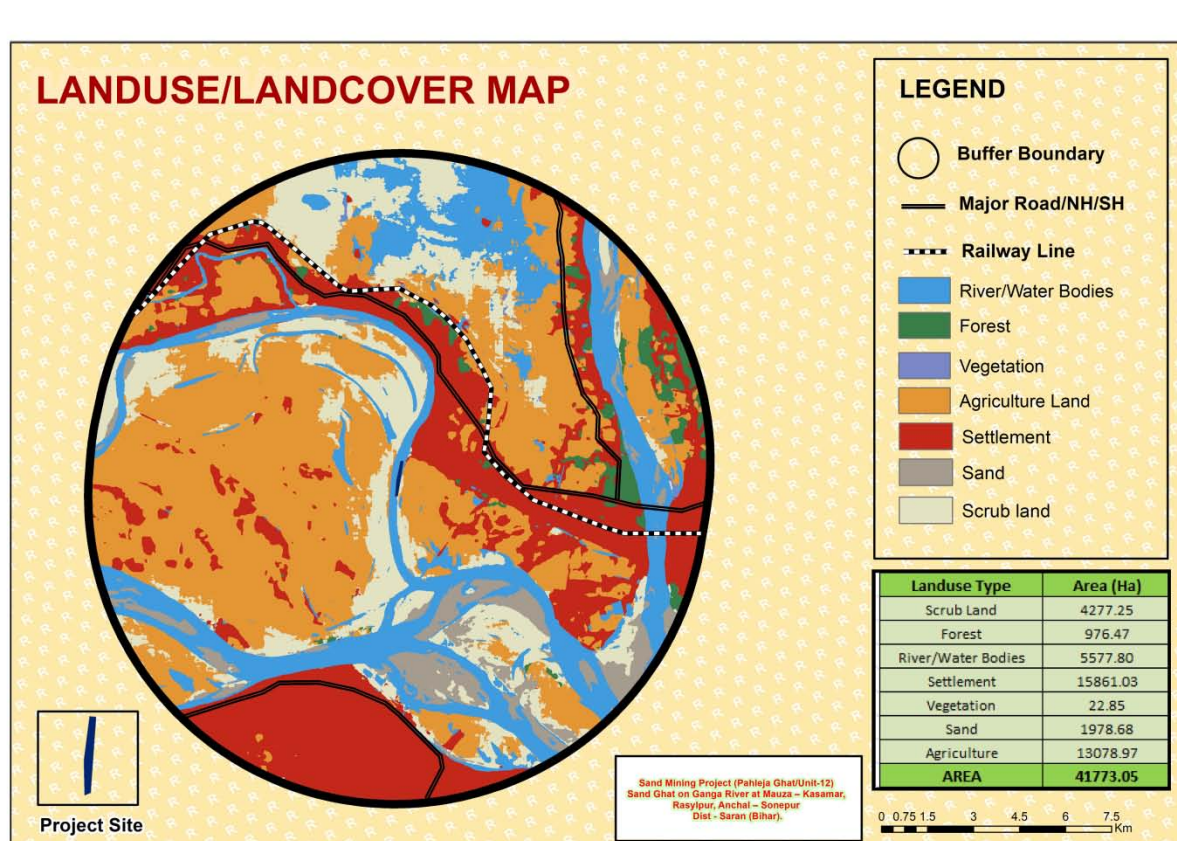 LANDUSE/LANDCOVER MAP
LEGEND
Buffer Boundary
Major Road/NH/SH
Railway Line
River/Water Bodies
Forest
Vegetation
Agriculture Land
Settlement
Sand
Scrub land
Landuse Type Area (Ha)
Scrub Land 4277.25
Forest 976.47
River/Water Bodies 5577.80
Settlement 15861.03
Vegetation 22.85
Sand 1978.68
Agriculture 13078.97
AREA 41773.05
Project Site
Sand Mining Project (Pahleja Ghat/Unit-12)
Sand Ghat on Ganga River at Mauza – Kasamar,
Rasylpur, Anchal – Sonepur
Dist - Saran (Bihar).
0 0.75 1.5 3 4.5 6 7.5
Km